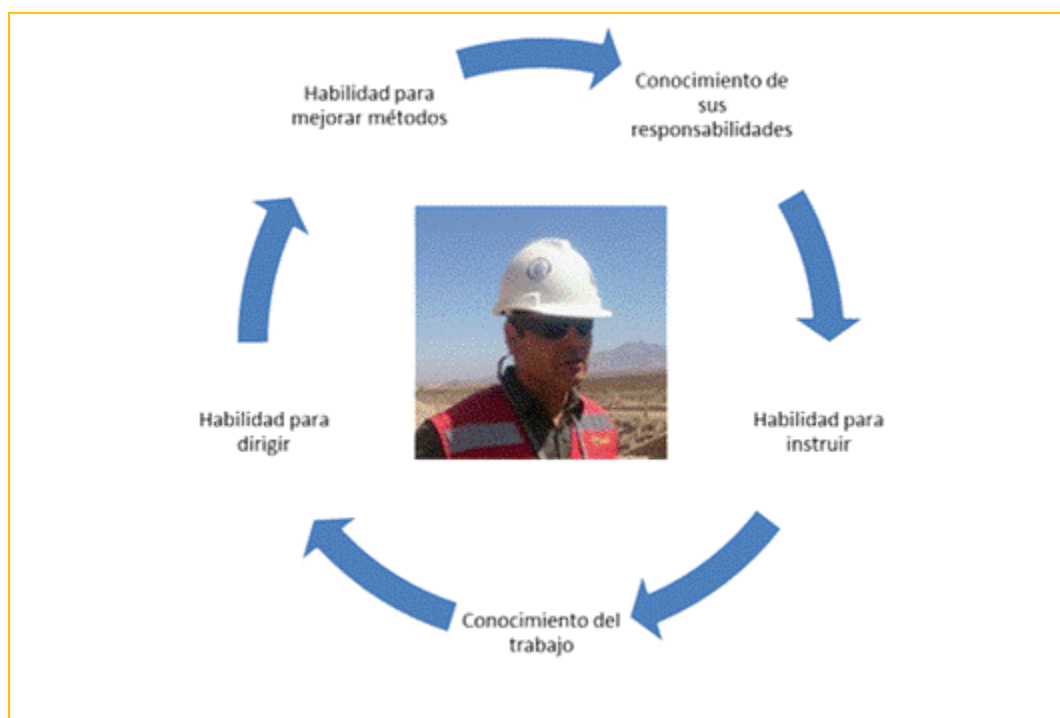 Habilidad para
mejorar métodos
Conocimiento de
sus
responsabilidades
Habilidad para
instruir
Conocimiento del
trabajo
Habilidad para
dirigir